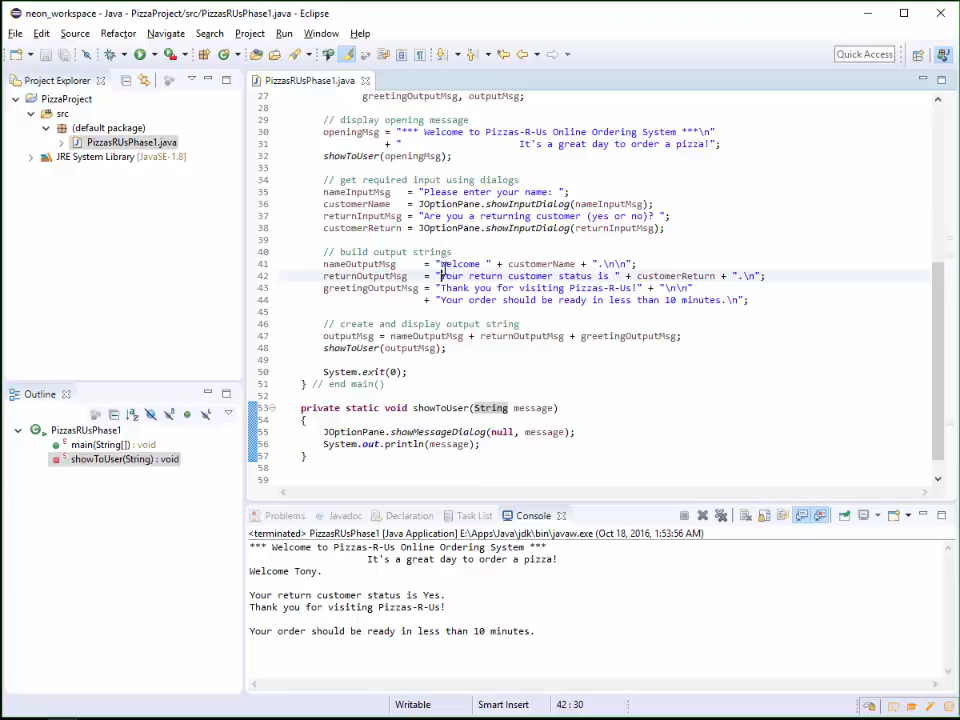 neon_workspace - Java - PizzaProject/src/PizzasRUsPhase1.java - Eclipse
File Edit Source Refactor Navigate Search Project Run Window Help
Quick Access
Project Explorer
PizzasRUsPhase1.java
PizzaProject
src
(default package)
PizzasRUsPhase1.java
JRE System Library [JavaSE-1.8]
27 greetingOutputMsg, outputMsg;
28
29 // display opening message
30 openingMsg = "*** Welcome to Pizzas-R-Us Online Ordering System ***\n"
31 + " It's a great day to order a pizza!";
32 showToUser(openingMsg);
33
34 // get required input using dialogs
35 nameInputMsg = "Please enter your name: ";
36 customerName = JOptionPane.showInputDialog(nameInputMsg);
37 returnInputMsg = "Are you a returning customer (yes or no)? ";
38 customerReturn = JOptionPane.showInputDialog(returnInputMsg);
39
40 // build output strings
41 nameOutputMsg = "Welcome " + customerName + ".\n\n";
42 returnOutputMsg = "Your return customer status is " + customerReturn + ".\n";
43 greetingOutputMsg = "Thank you for visiting Pizzas-R-Us!" + "\n\n"
44 + "Your order should be ready in less than 10 minutes.\n";
45
46 // create and display output string
47 outputMsg = nameOutputMsg + returnOutputMsg + greetingOutputMsg;
48 showToUser(outputMsg);
49
50 System.exit(0);
51 } // end main()
52
53 private static void showToUser(String message)
54 {
55 JOptionPane.showMessageDialog(null, message);
56 System.out.println(message);
57 }
58
59
Outline
PizzasRUsPhase1
main(String[]) : void
showToUser(String) : void
Problems Javadoc Declaration Task List Console
<terminated> PizzasRUsPhase1 [Java Application] E:\Apps\Java\jdk\bin\javaw.exe (Oct 18, 2016, 1:53:56 AM)
*** Welcome to Pizzas-R-Us Online Ordering System ***
It's a great day to order a pizza!
Welcome Tony.
Your return customer status is Yes.
Thank you for visiting Pizzas-R-Us!
Your order should be ready in less than 10 minutes.
Writable Smart Insert 42 : 30